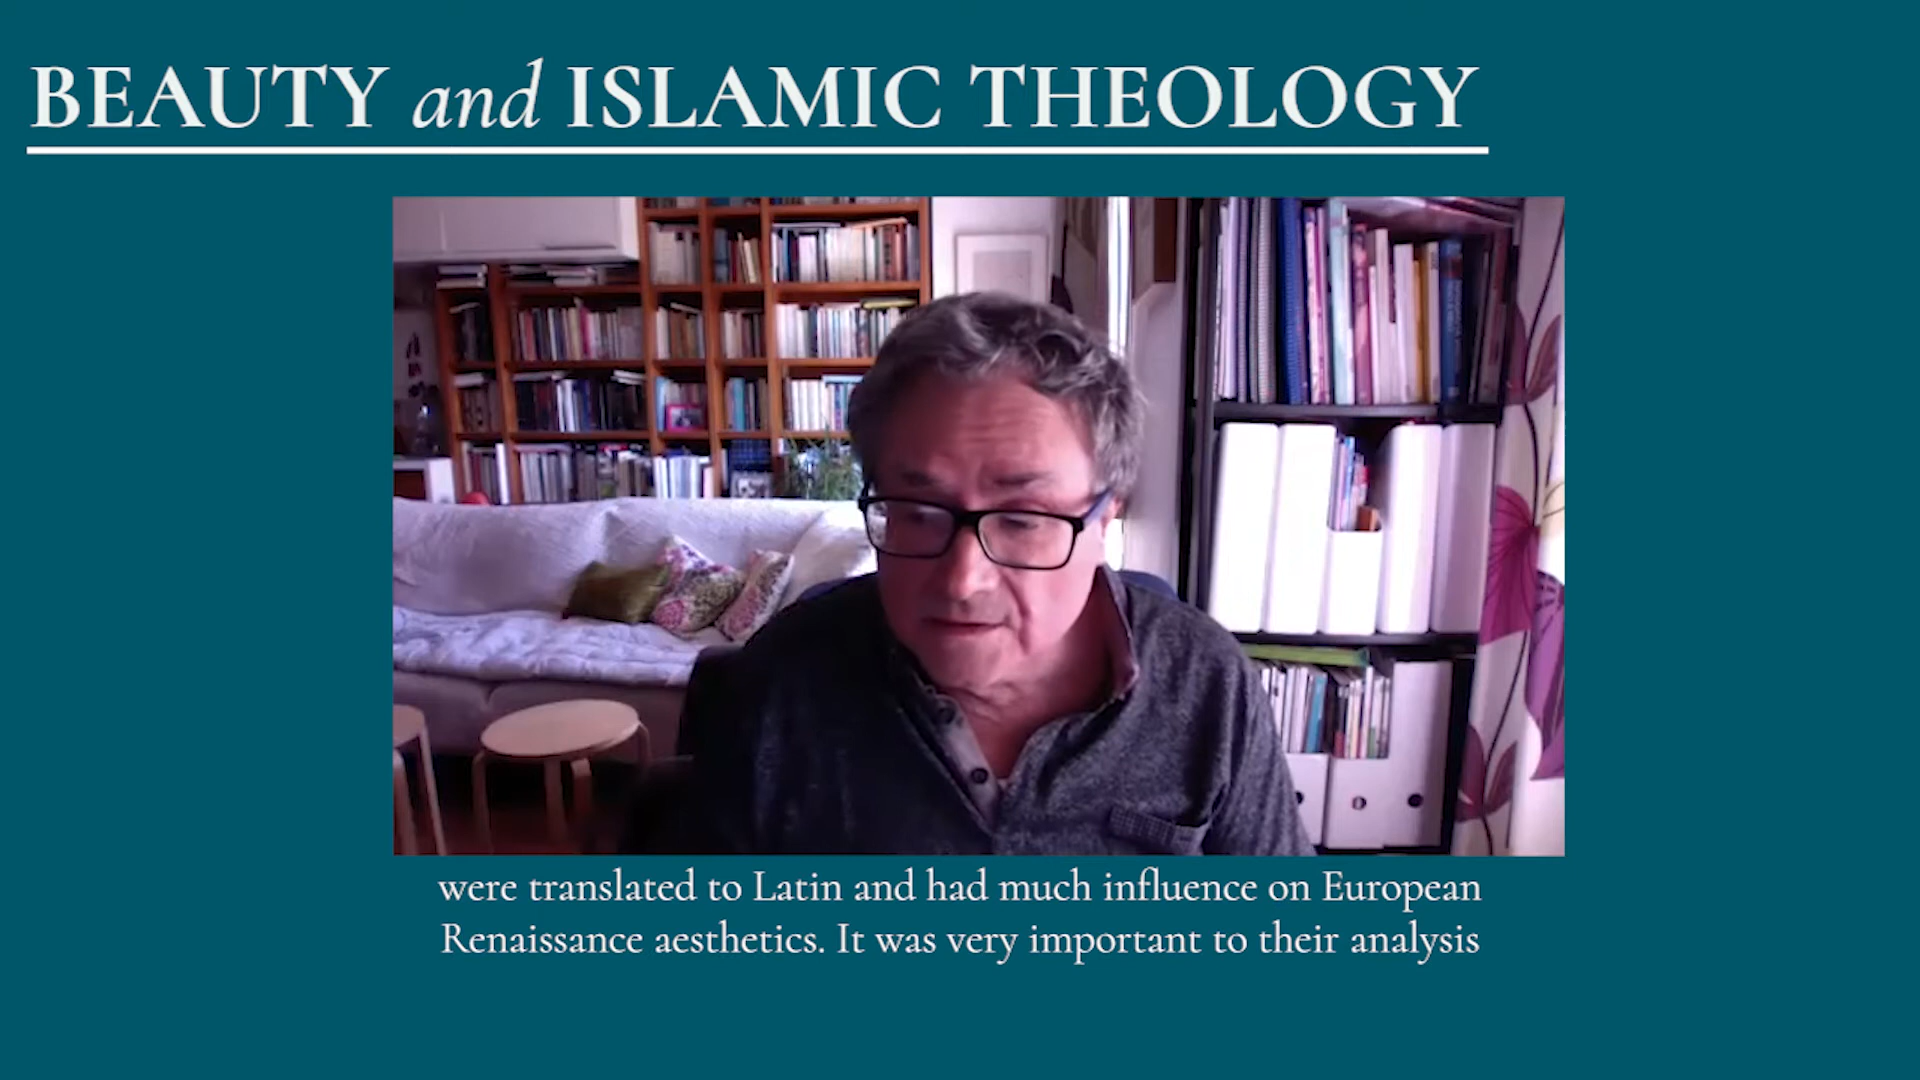 BEAUTY and ISLAMIC THEOLOGY
were translated to Latin and had much influence on European
Renaissance aesthetics. It was very important to their analysis